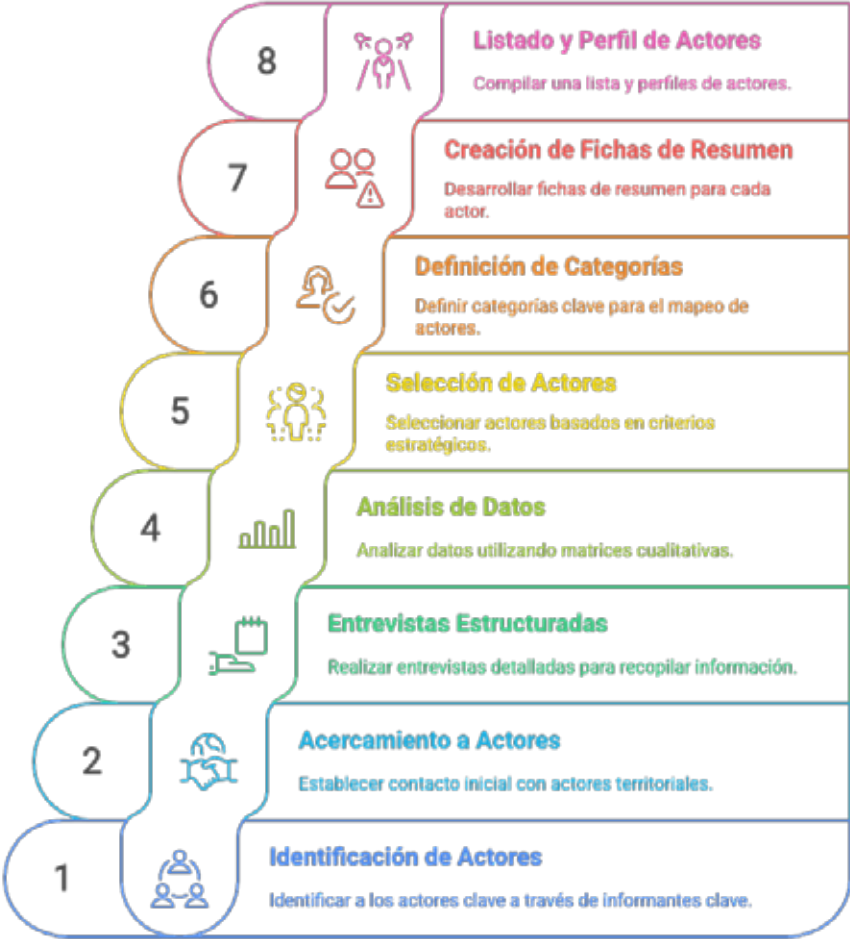 8
Listado y Perfil de Actores
Compilar una lista y perfiles de actores.
7
Creación de Fichas de Resumen
Desarrollar fichas de resumen para cada
actor.
6
Definición de Categorías
Definir categorías clave para el mapeo de
actores.
5
Selección de Actores
Seleccionar actores basados en criterios
estratégicos.
4
Análisis de Datos
Analizar datos utilizando matrices cualitativas.
3
Entrevistas Estructuradas
Realizar entrevistas detalladas para recopilar información.
2
Acercamiento a Actores
Establecer contacto inicial con actores territoriales.
1
Identificación de Actores
Identificar a los actores clave a través de informantes clave.